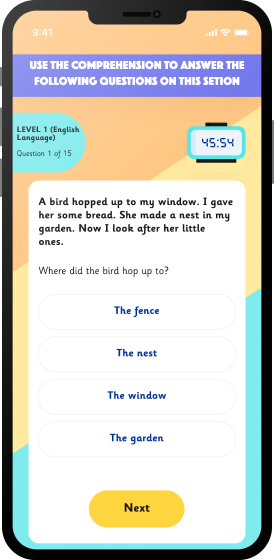 9:41
USE THE COMPREHENSION TO ANSWER THE
FOLLOWING QUESTIONS ON THIS SETION
LEVEL 1 (English
Language)
Question 1 of 15
45:54
A bird hopped up to my window. I gave
her some bread. She made a nest in my
garden. Now I look after her little
ones.
Where did the bird hop up to?
The fence
The nest
The window
The garden
Next